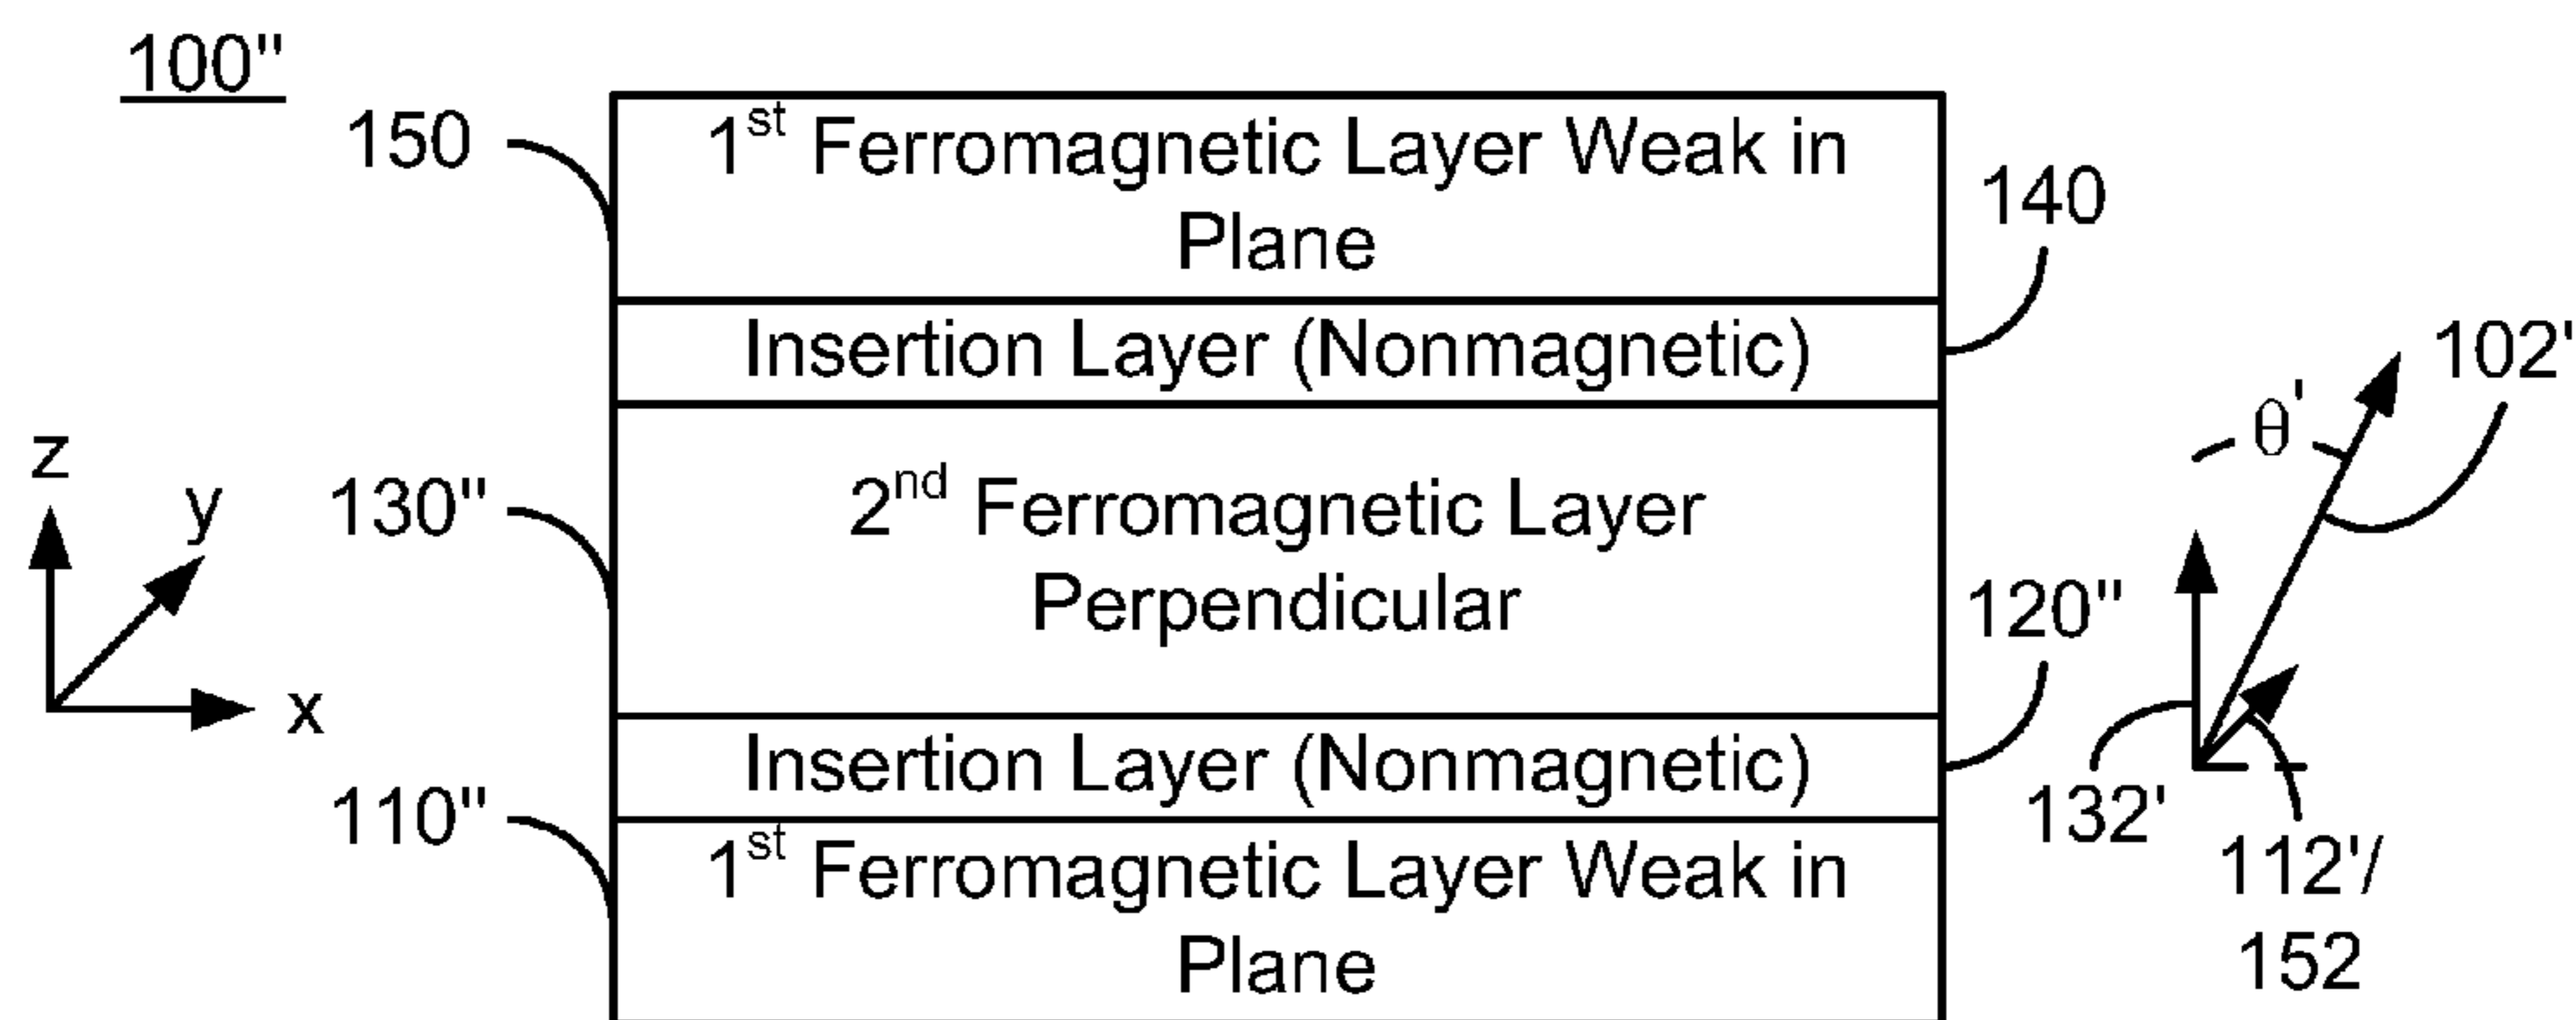 100"
150
1st Ferromagnetic Layer Weak in
Plane
140
Insertion Layer (Nonmagnetic)
102'
θ'
z
y
x
130"
2nd Ferromagnetic Layer
Perpendicular
120"
Insertion Layer (Nonmagnetic)
110"
132'
1st Ferromagnetic Layer Weak in
Plane
112'/
152